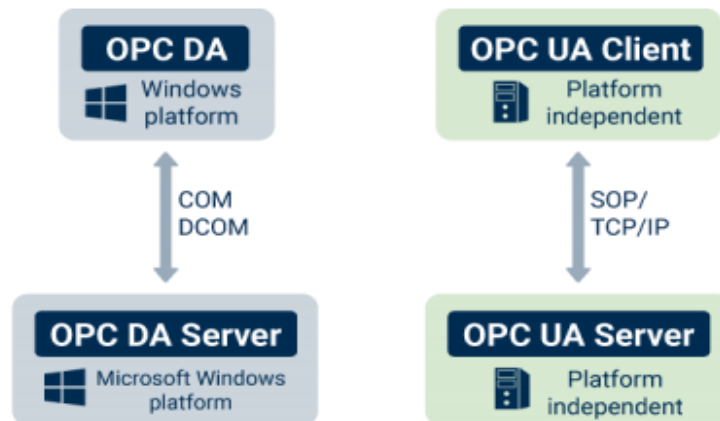 OPC DA
Windows
platform
COM
DCOM
OPC DA Server
Microsoft Windows
platform
OPC UA Client
Platform
independent
SOP/
TCP/IP
OPC UA Server
Platform
independent